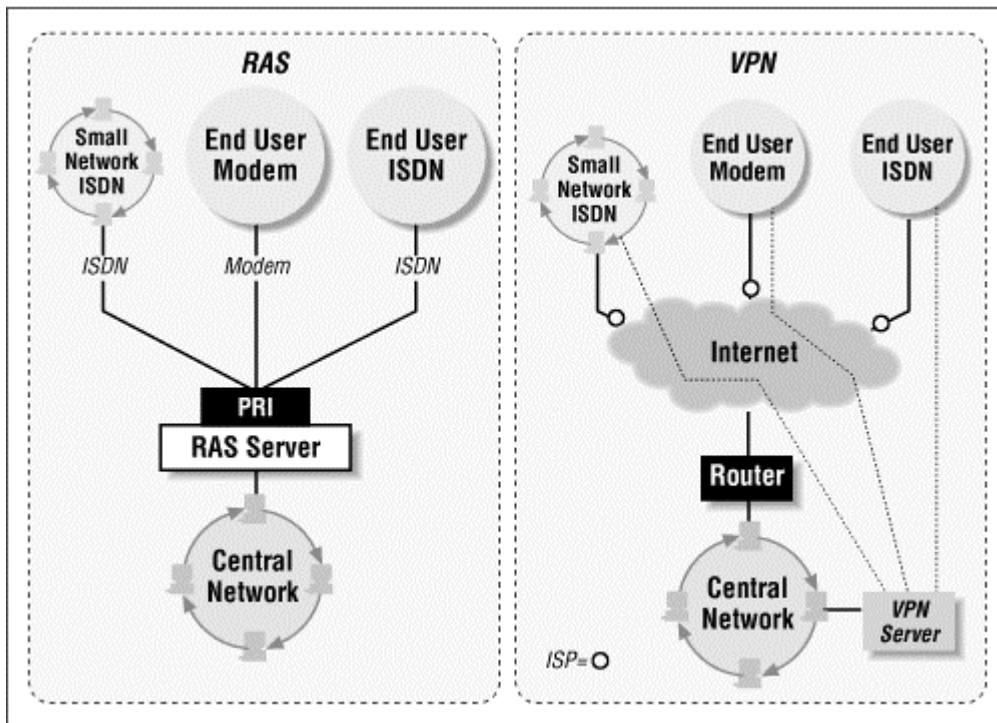 RAS
Small
Network
ISDN
End User
Modem
End User
ISDN
ISDN
Modem
ISDN
PRI
RAS Server
Central
Network
VPN
Small
Network
ISDN
End User
Modem
End User
ISDN
Internet
Router
Central
Network
VPN
Server
ISP=